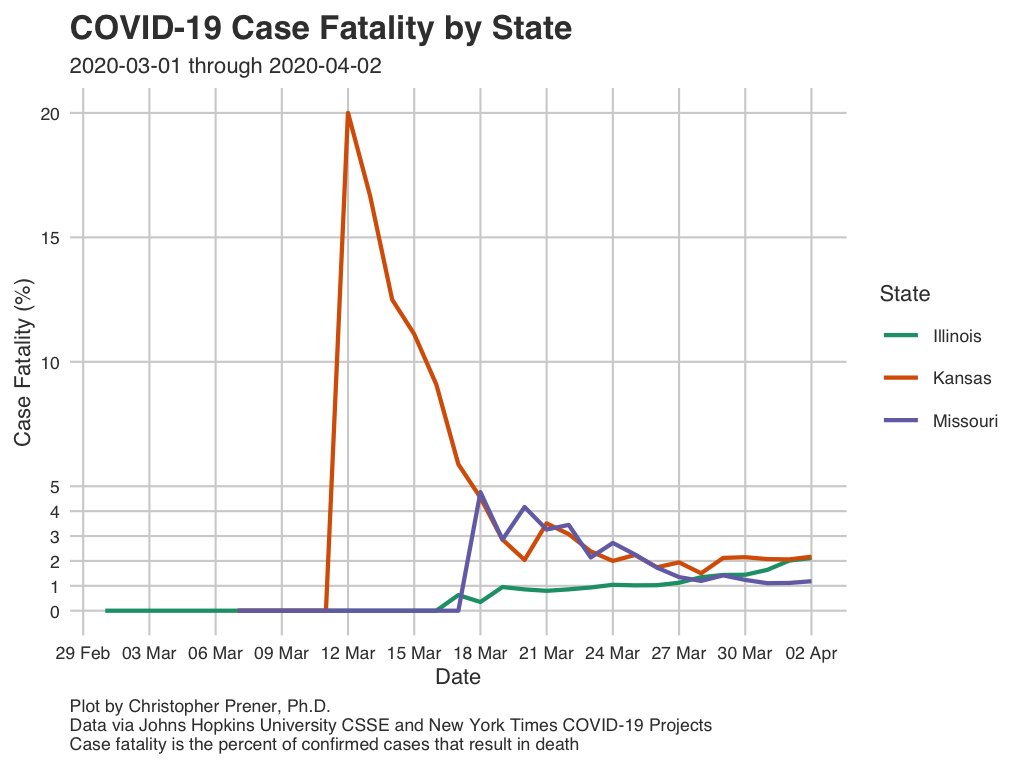 COVID-19 Case Fatality by State
2020-03-01 through 2020-04-02
Case Fatality (%)
20
15
10
5
4
3
2
1
0
29 Feb 03 Mar 06 Mar 09 Mar 12 Mar 15 Mar 18 Mar 21 Mar 24 Mar 27 Mar 30 Mar 02 Apr
Date
State
Illinois
Kansas
Missouri
Plot by Christopher Prener, Ph.D.
Data via Johns Hopkins University CSSE and New York Times COVID-19 Projects
Case fatality is the percent of confirmed cases that result in death